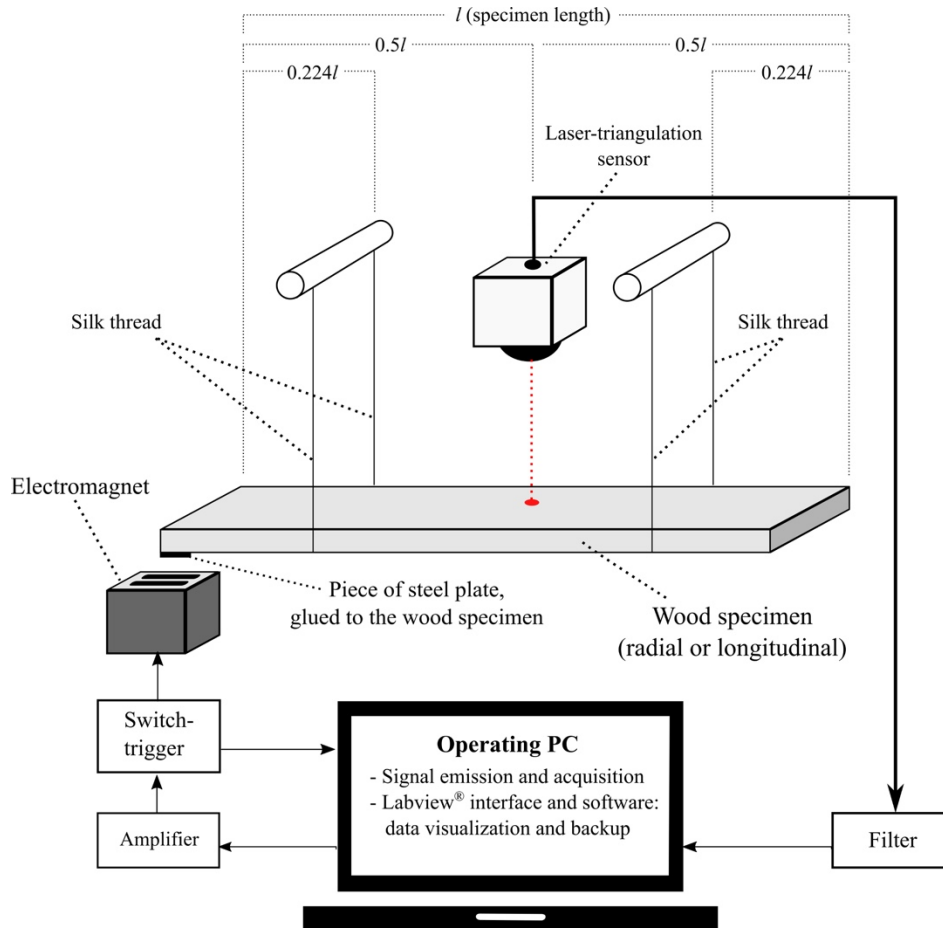 l (specimen length)
0.5l
0.5l
0.224l
0.224l
Laser-triangulation
sensor
Silk thread
Silk thread
Electromagnet
Piece of steel plate,
glued to the wood specimen
Wood specimen
(radial or longitudinal)
Switch-
trigger
Operating PC
- Signal emission and acquisition
- Labview® interface and software:
data visualization and backup
Amplifier
Filter